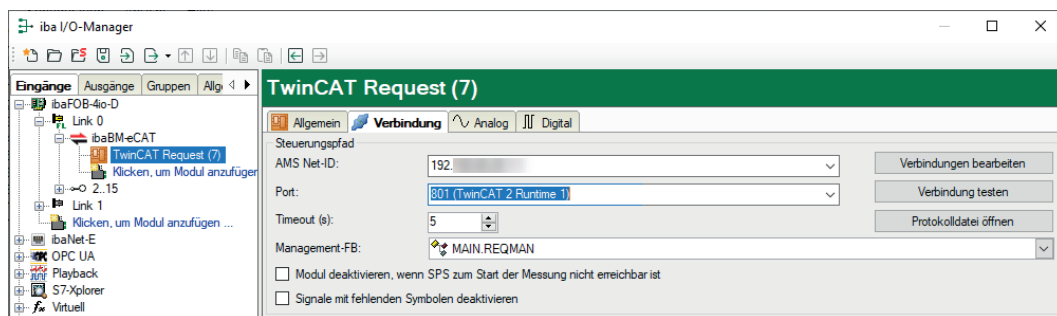 iba I/O-Manager
Eingänge Ausgänge Gruppen Allg
ibaFOB-4io-D
Link 0
ibaBM-eCAT
TwinCAT Request (7)
Klicken, um Modul anzufügen
2..15
Link 1
Klicken, um Modul anzufügen ...
ibaNet-E
OPC UA
Playback
S7-Xplorer
Virtuell
TwinCAT Request (7)
Allgemein Verbindung Analog Digital
Steuerungspfad
AMS Net-ID: 192. Verbindungen bearbeiten
Port: 801 (TwinCAT 2 Runtime 1) Verbindung testen
Timeout (s): 5 Protokolldatei öffnen
Management-FB: MAIN.REQMAN
Modul deaktivieren, wenn SPS zum Start der Messung nicht erreichbar ist
Signale mit fehlenden Symbolen deaktivieren